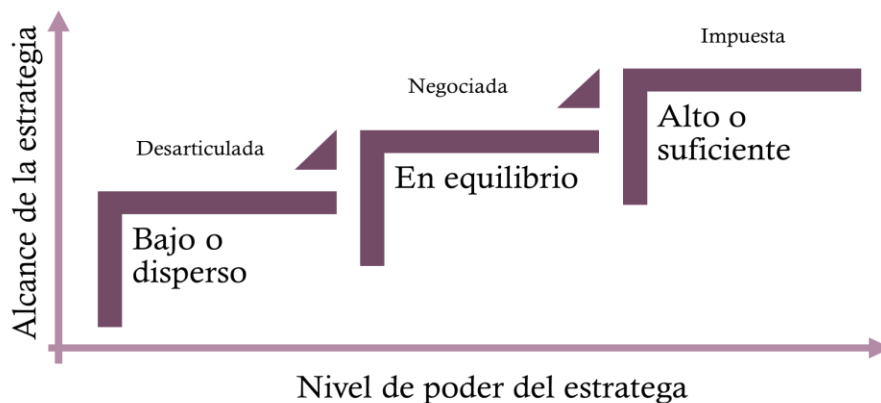 Alcance de la estrategia
Impuesta
Negociada
Alto o
suficiente
Desarticulada
En equilibrio
Bajo o
disperso
Nivel de poder del estratega